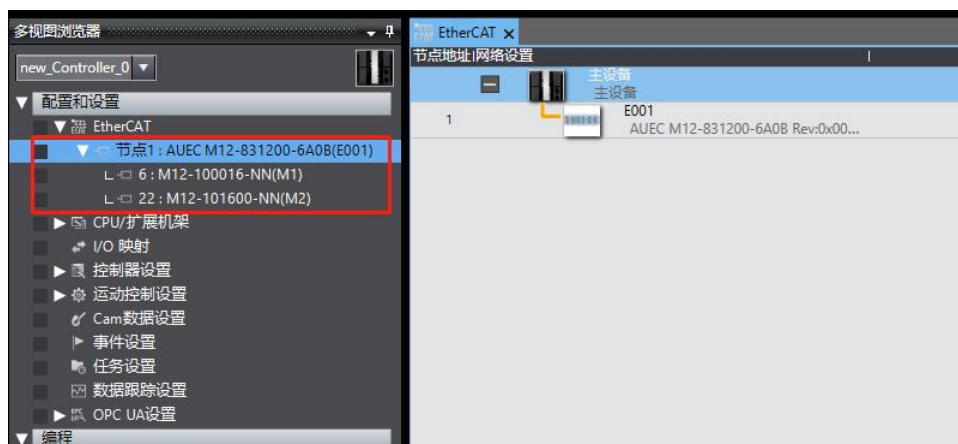 多视图浏览器
new_Controller_0
配置和设置
EtherCAT
节点1 : AUEC M12-831200-6A0B(E001)
6 : M12-100016-NN(M1)
22 : M12-101600-NN(M2)
CPU/扩展机架
I/O 映射
控制器设置
运动控制设置
Cam数据设置
事件设置
任务设置
数据跟踪设置
OPC UA设置
编程
EtherCAT
节点地址|网络设置
主设备
主设备
1
E001
AUEC M12-831200-6A0B Rev:0x00...